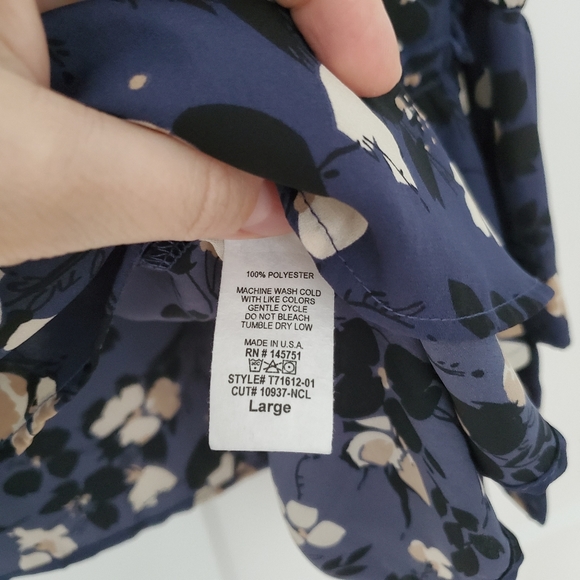 100% POLYESTER
MACHINE WASH COLD
WITH LIKE COLORS
GENTLE CYCLE
DO NOT BLEACH
TUMBLE DRY LOW
MADE IN U.S.A.
RN # 145751
STYLE# T71612-01
CUT# 10937-NCL
Large